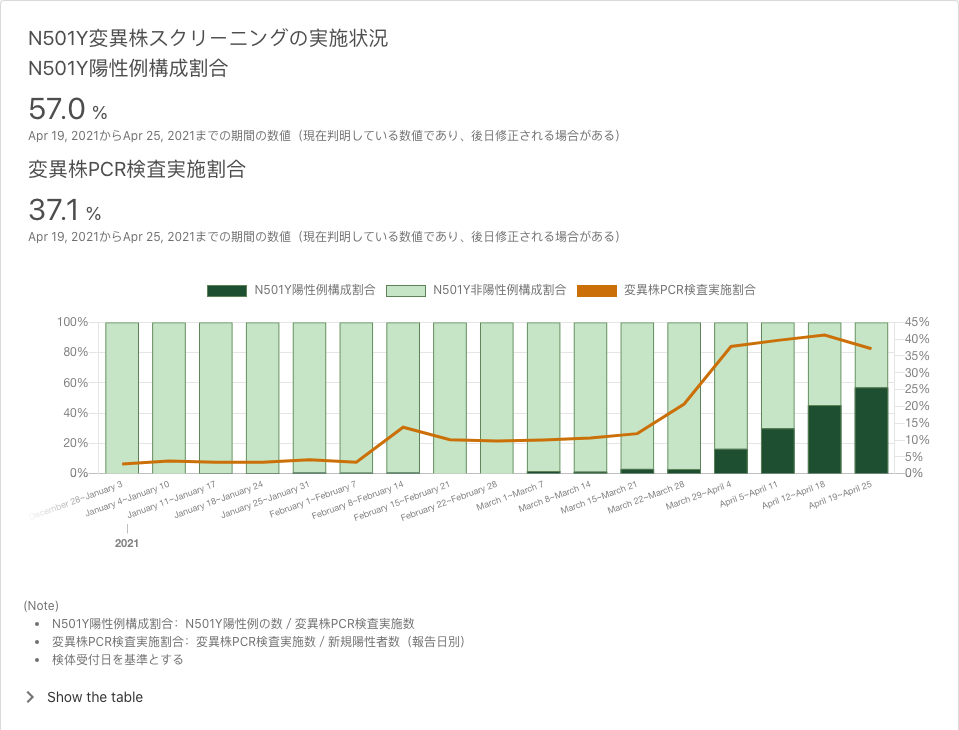 N501Y変異株スクリーニングの実施状況
N501Y陽性例構成割合
57.0 %
Apr 19, 2021からApr 25, 2021までの期間の数値（現在判明している数値であり、後日修正される場合がある）
変異株PCR検査実施割合
37.1 %
Apr 19, 2021からApr 25, 2021までの期間の数値（現在判明している数値であり、後日修正される場合がある）
N501Y陽性例構成割合 N501Y非陽性例構成割合 変異株PCR検査実施割合
100% 45%
40%
80% 35%
60% 30%
25%
40% 20%
15%
20% 10%
5%
0% 0%
December 28~January 3
January 4~January 10
January 11~January 17
January 18~January 24
January 25~January 31
February 1~February 7
February 8~February 14
February 15~February 21
February 22~February 28
March 1~March 7
March 8~March 14
March 15~March 21
March 22~March 28
March 29~April 4
April 5~April 11
April 12~April 18
April 19~April 25
2021
(Note)
• N501Y陽性例構成割合：N501Y陽性例の数 / 変異株PCR検査実施数
• 変異株PCR検査実施割合：変異株PCR検査実施数 / 新規陽性者数（報告日別）
• 検体受付日を基準とする
Show the table